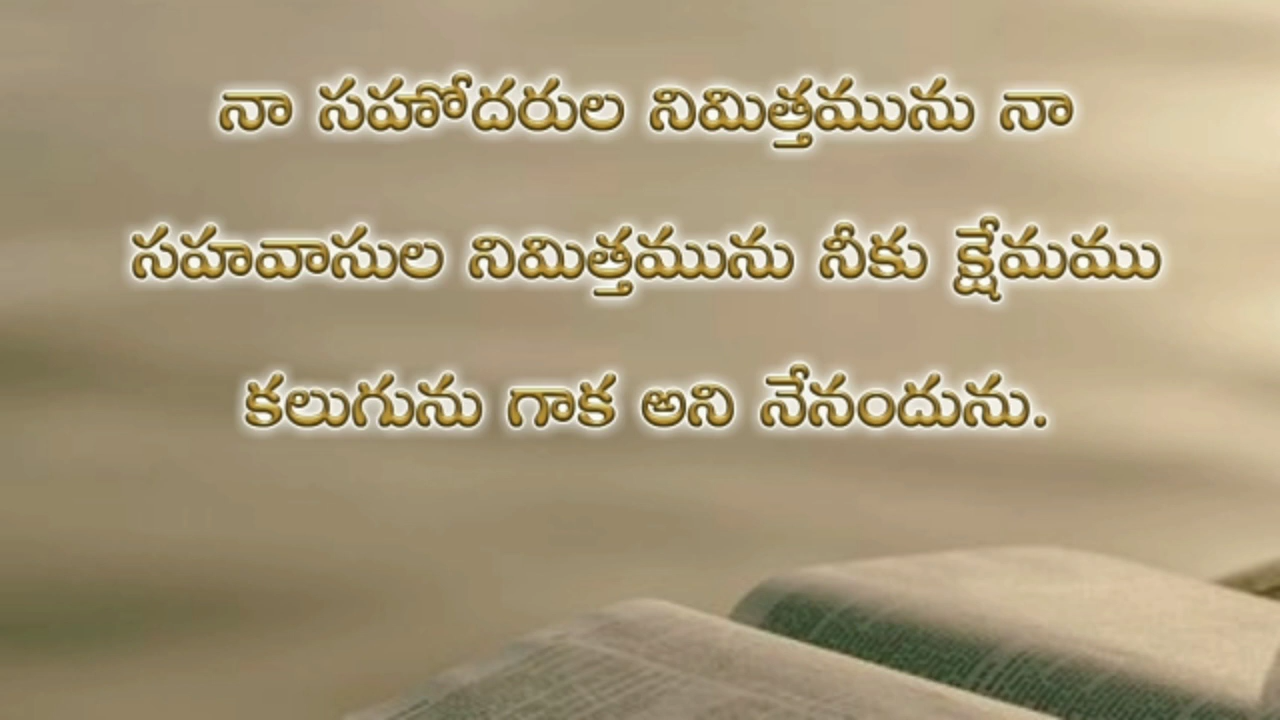 నా సహోదరుల నిమిత్తమును నా
సహవాసుల నిమిత్తమును నీకు క్షేమము
కలుగును గాక అని నేనందును.